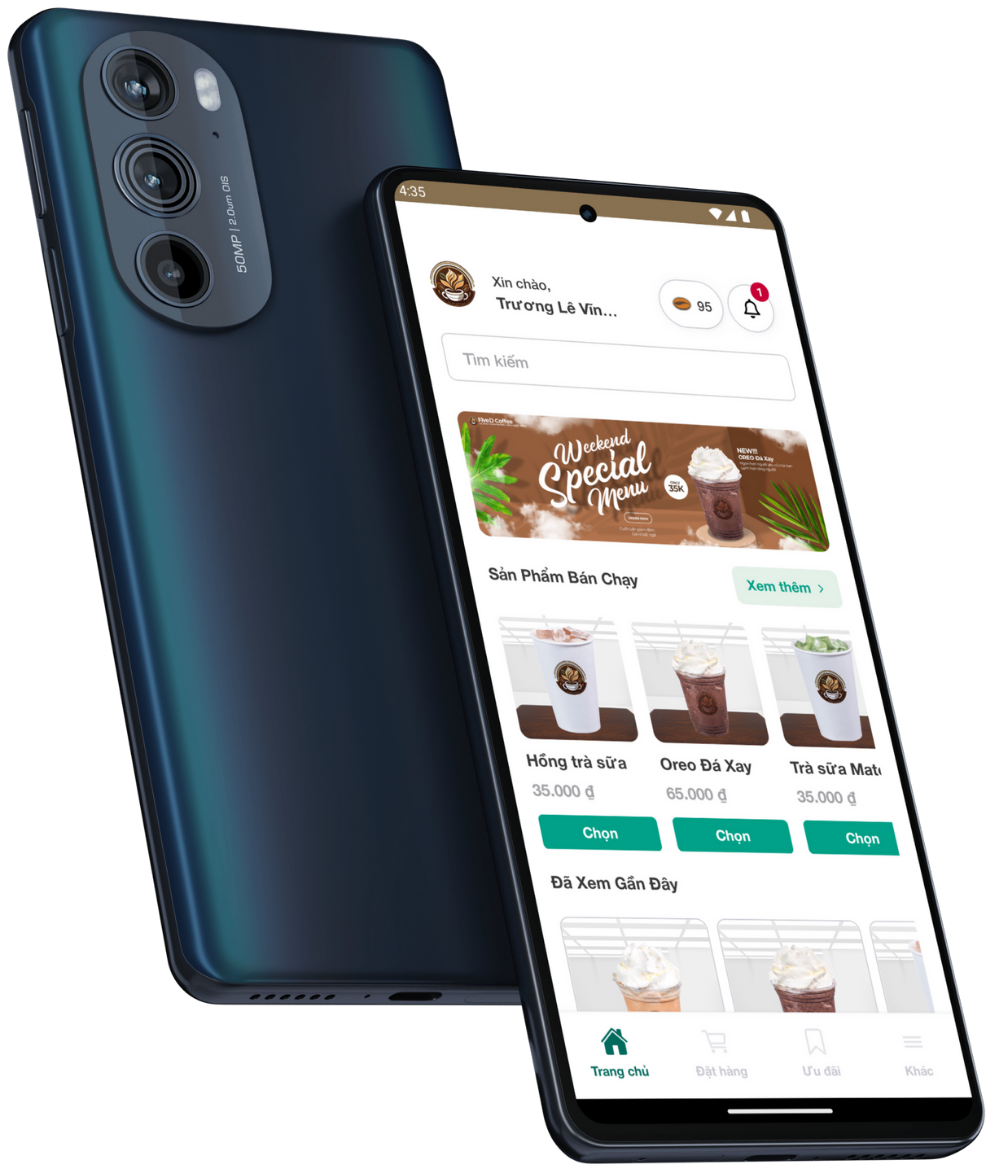 50MP | 2.0um OIS
4:35
Xin chào,
Trương Lê Vĩn...
95
1
Tìm kiếm
Weekend
Special
Menu
ONLY
35K
NEW!!!
OREO Đá Xay
Sản Phẩm Bán Chạy
Xem thêm >
Hồng trà sữa
Oreo Đá Xay
Trà sữa Mat
35.000 ₫
65.000 ₫
35.000 ₫
Chọn
Chọn
Chọn
Đã Xem Gần Đây
Trang chủ
Đặt hàng
Ưu đãi
Khác